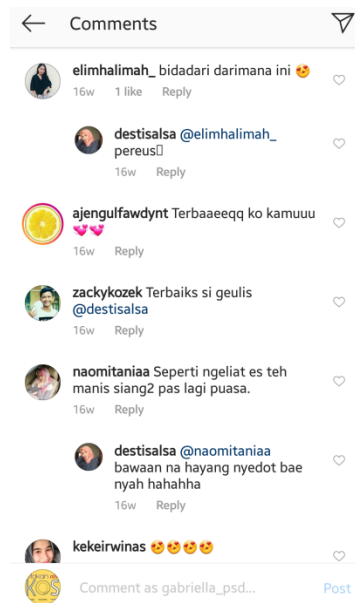 Comments
elimhalimah_ bidadari darimana ini 😍
16w 1 like Reply
destisalsa @elimhalimah_
pereus▯
16w Reply
ajengulfawdynt Terbaaeeqq ko kamuuu
💞💞
16w Reply
zackykozek Terbaiks si geulis
@destisalsa
16w Reply
naomitaniaa Seperti ngeliat es teh
manis siang2 pas lagi puasa.
16w Reply
destisalsa @naomitaniaa
bawaan na hayang nyedot bae
nyah hahahha
16w Reply
kekeirwinas 😍😍😍😍
KOS
Comment as gabriella_psd... Post